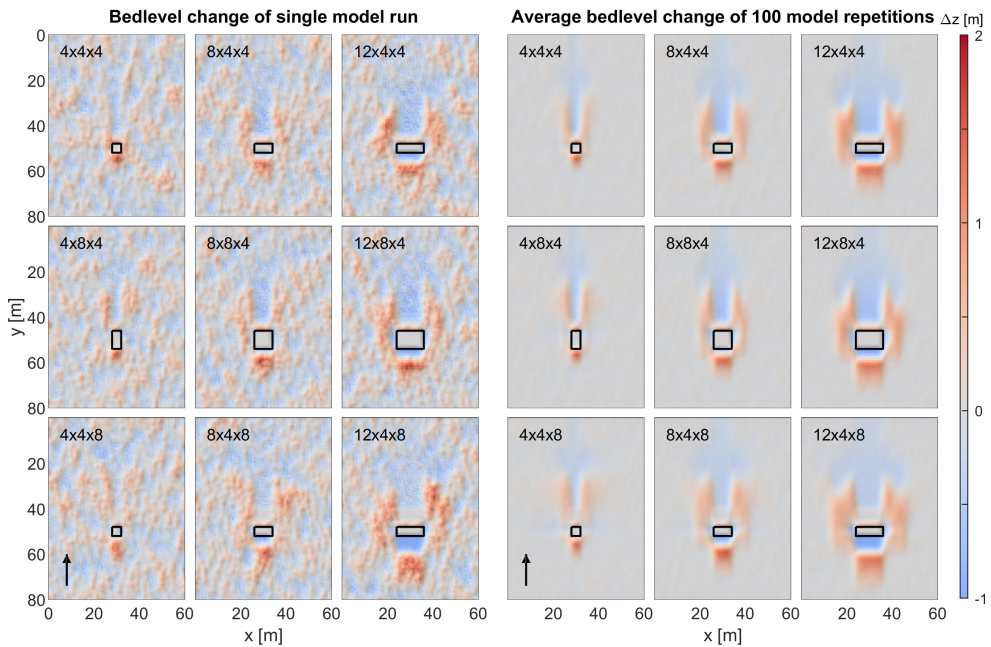 Bedlevel change of single model run
Average bedlevel change of 100 model repetitions
Δz [m]
0
20
40
60
80
4x4x4
8x4x4
12x4x4
4x4x4
8x4x4
12x4x4
2
1
0
-1
y [m]
20
40
60
80
4x8x4
8x8x4
12x8x4
4x8x4
8x8x4
12x8x4
20
40
60
80
4x4x8
8x4x8
12x4x8
4x4x8
8x4x8
12x4x8
0 20 40 60 20 40 60 20 40 60
20 40 60 20 40 60 20 40 60
x [m]
x [m]